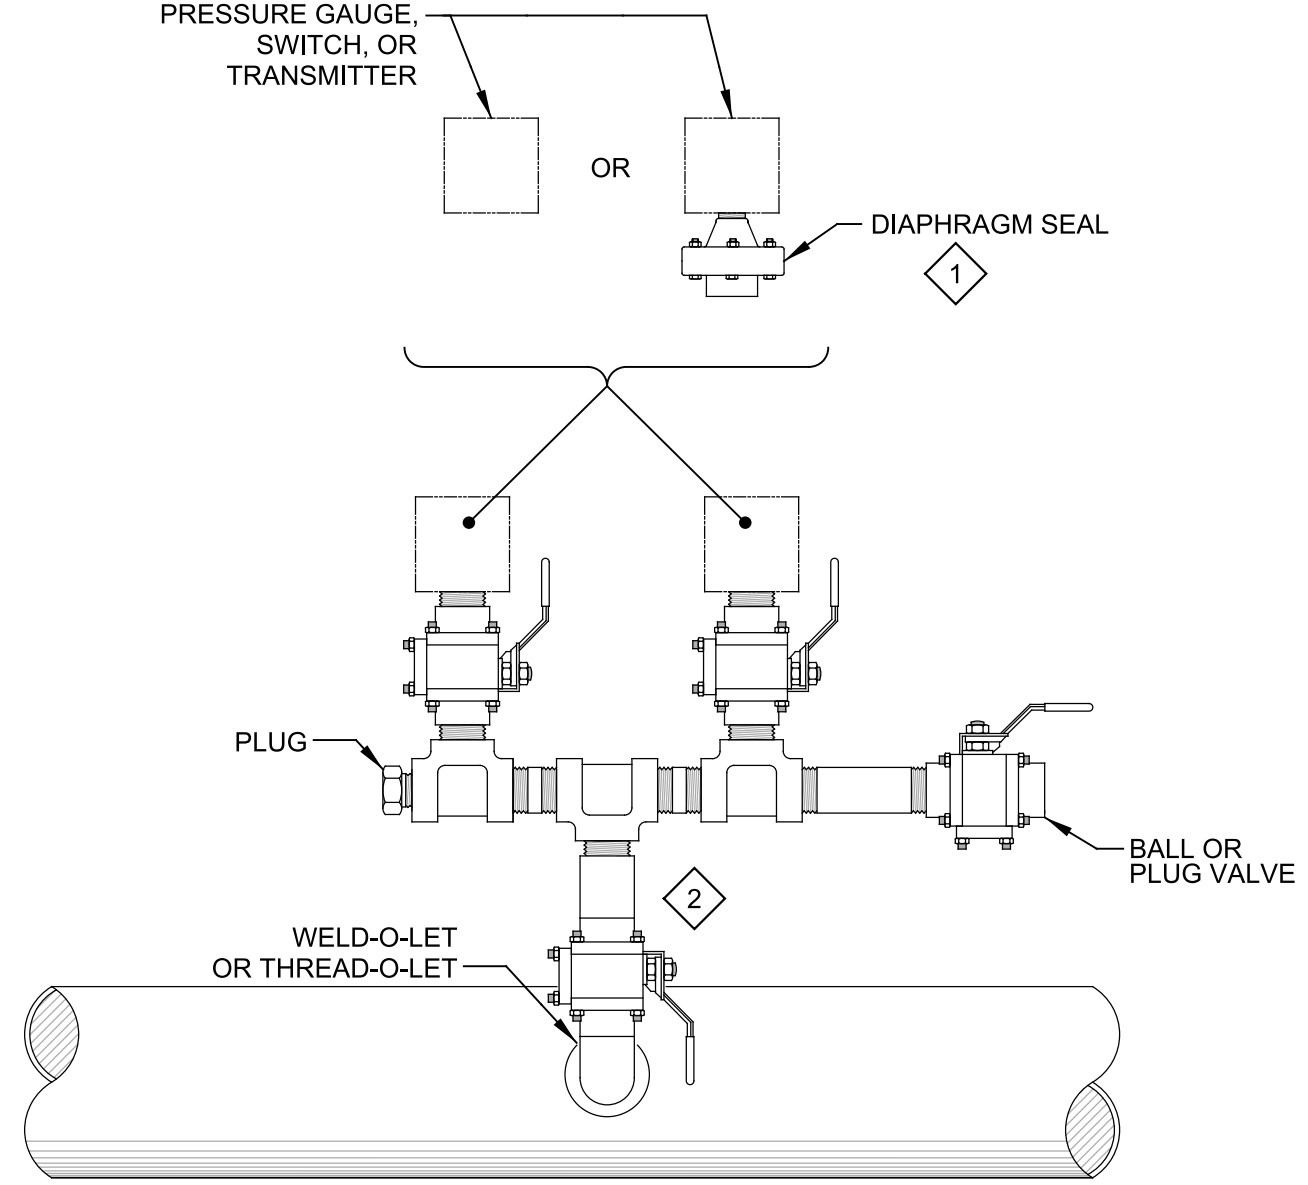 PRESSURE GAUGE,
SWITCH, OR
TRANSMITTER
OR
DIAPHRAGM SEAL
1
PLUG
BALL OR
PLUG VALVE
2
WELD-O-LET
OR THREAD-O-LET